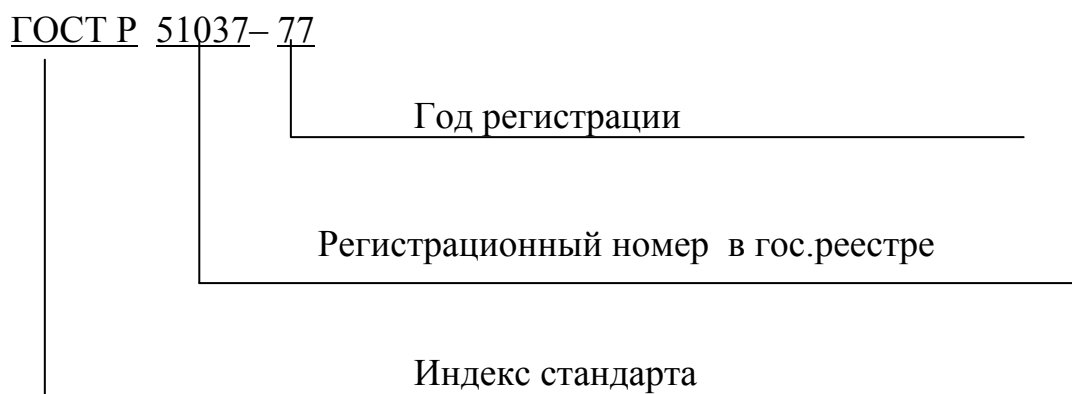 ГОСТ Р 51037– 77
Год регистрации
Регистрационный номер в гос.реестре
Индекс стандарта